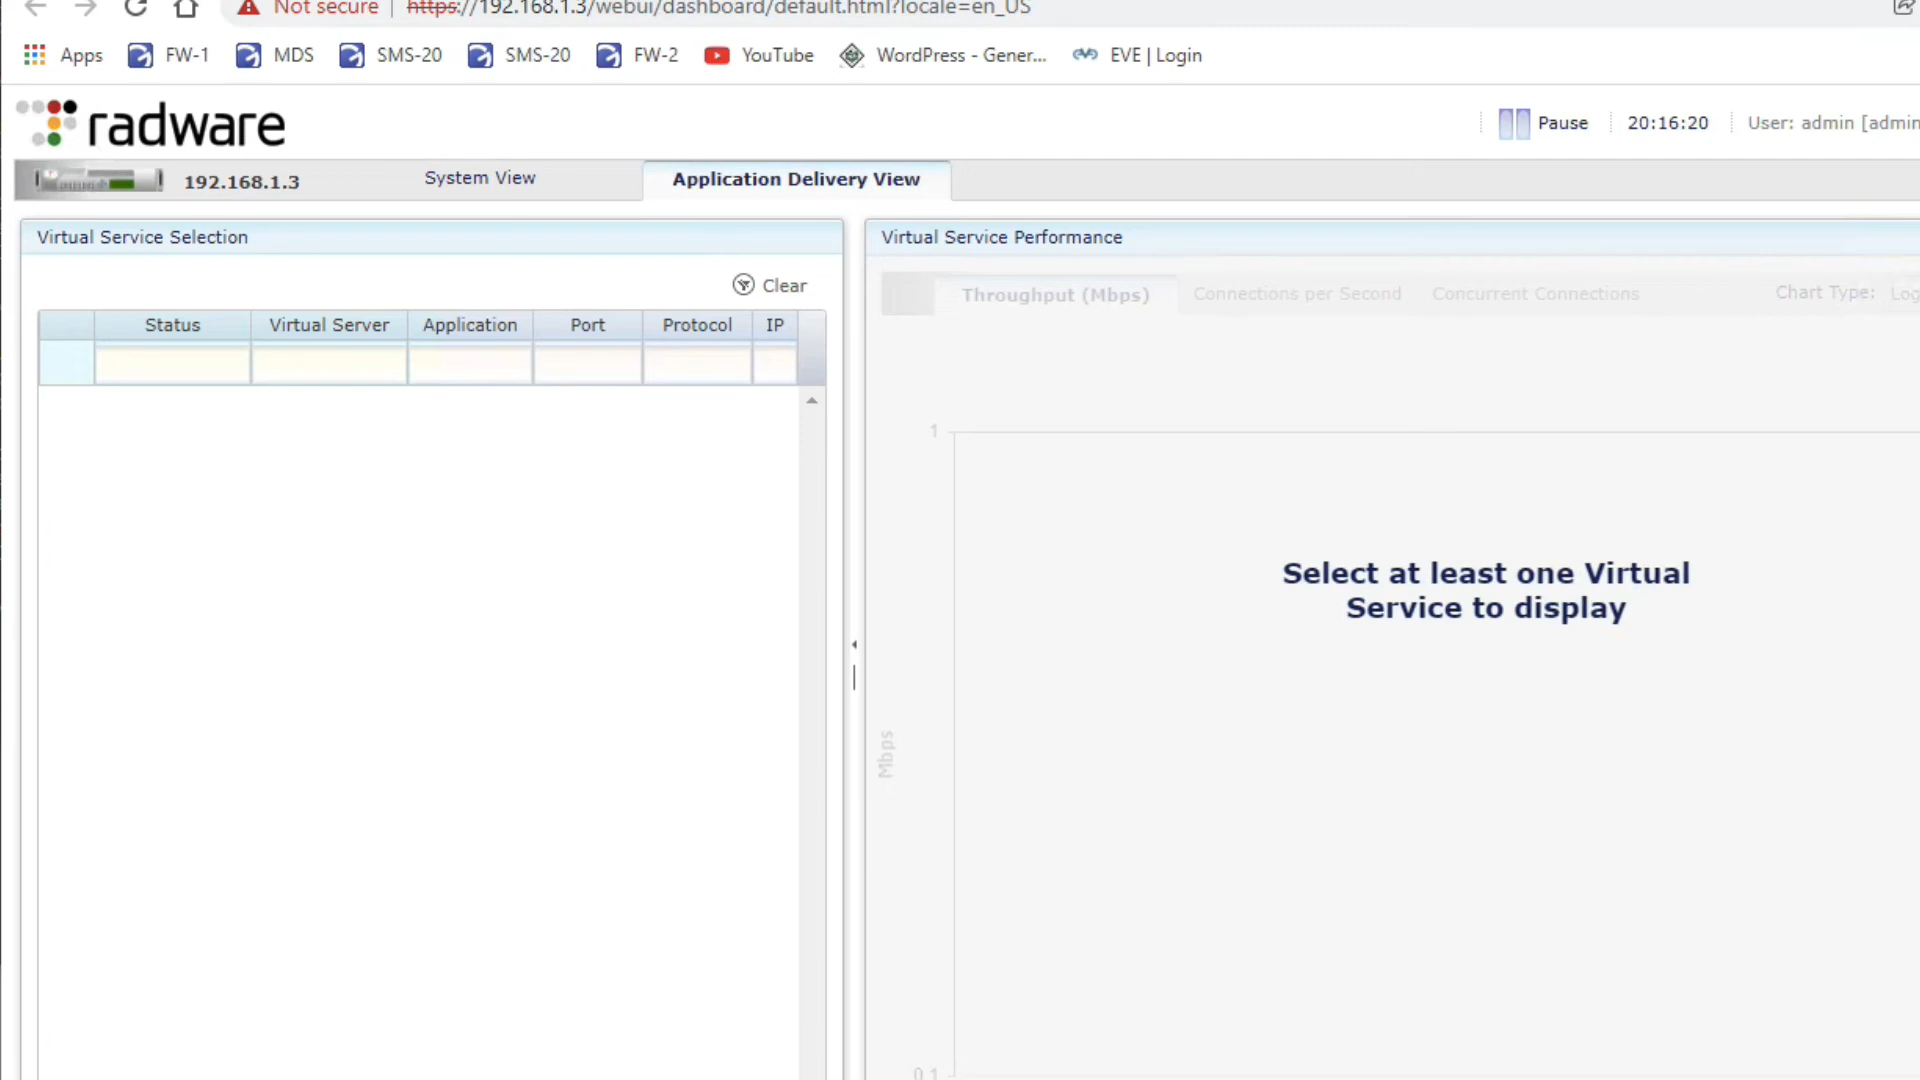 Not secure | https://192.168.1.3/webui/dashboard/default.html?locale=en_US
Apps FW-1 MDS SMS-20 SMS-20 FW-2 YouTube WordPress - Gener... EVE | Login
radware
Pause 20:16:20 User: admin [admin
192.168.1.3 System View Application Delivery View
Virtual Service Selection
Clear
Status Virtual Server Application Port Protocol IP
Virtual Service Performance
Throughput (Mbps) Connections per Second Concurrent Connections Chart Type: Log
1
Select at least one Virtual
Service to display
Mbps
0.1